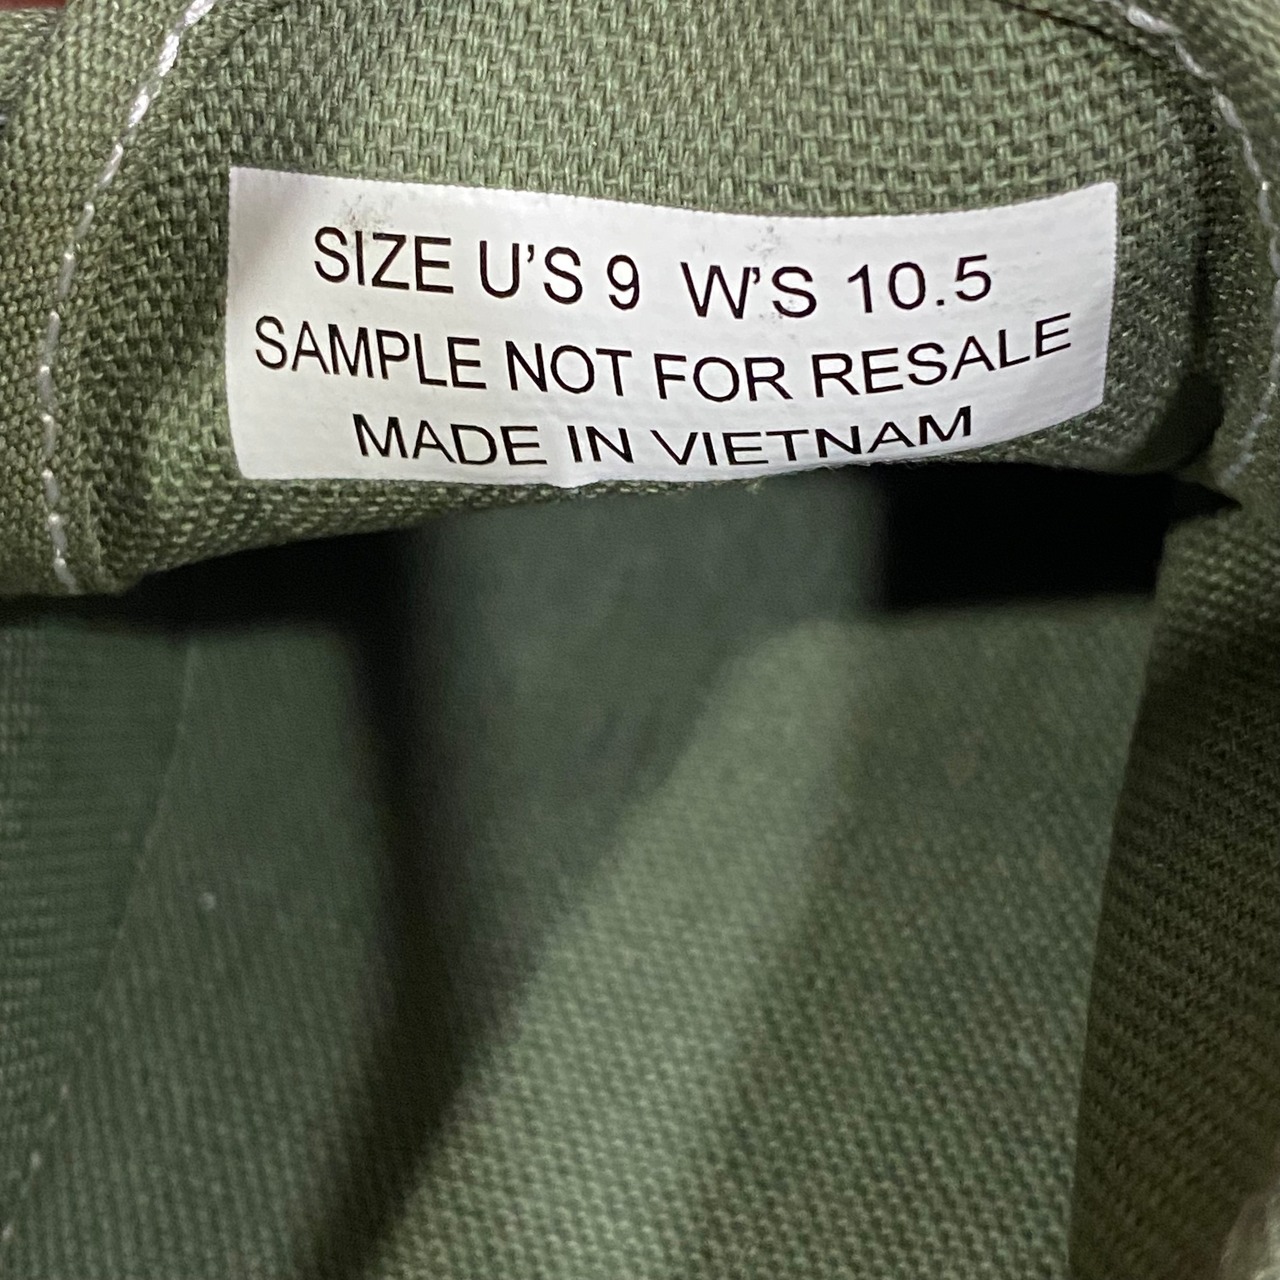 SIZE U'S 9 W'S 10.5
SAMPLE NOT FOR RESALE
MADE IN VIETNAM